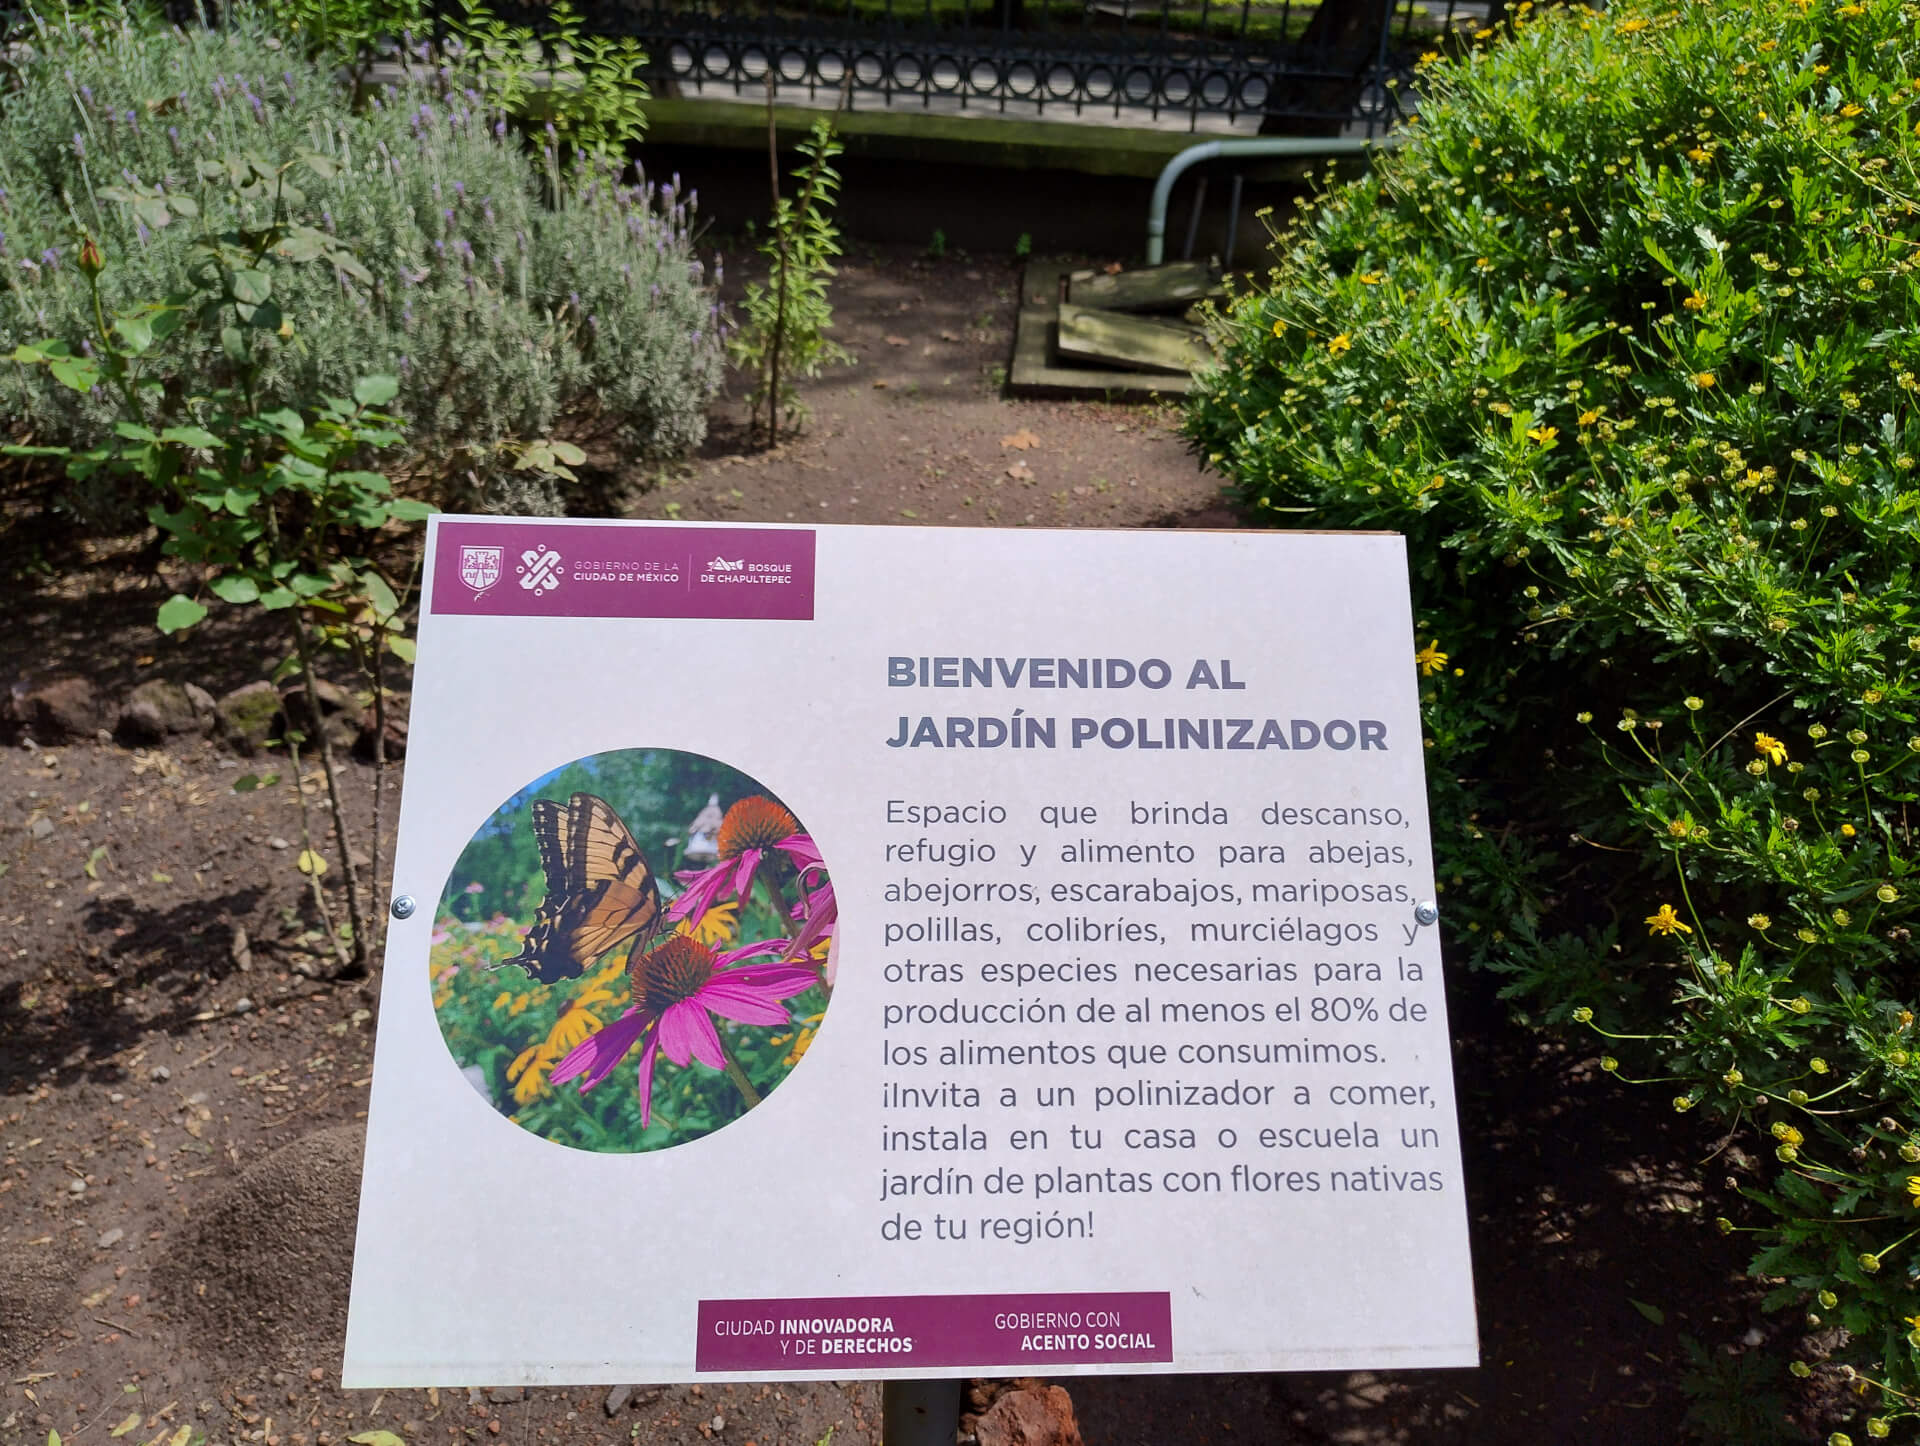 GOBIERNO DE LA
CIUDAD DE MÉXICO
BOSQUE
DE CHAPULTEPEC
BIENVENIDO AL
JARDÍN POLINIZADOR
Espacio que brinda descanso,
refugio y alimento para abejas,
abejorros, escarabajos, mariposas,
polillas, colibríes, murciélagos y
otras especies necesarias para la
producción de al menos el 80% de
los alimentos que consumimos.
¡Invita a un polinizador a comer,
instala en tu casa o escuela un
jardín de plantas con flores nativas
de tu región!
CIUDAD INNOVADORA
Y DE DERECHOS
GOBIERNO CON
ACENTO SOCIAL